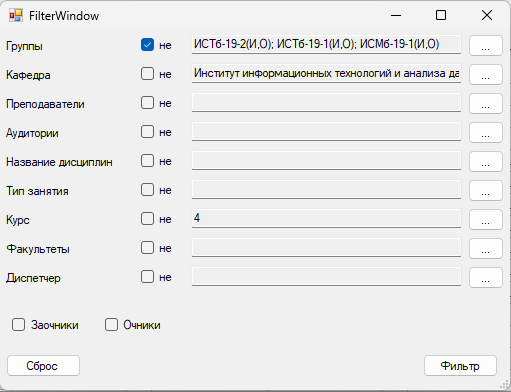 FilterWindow
Группы не ИСТб-19-2(И,О); ИСТб-19-1(И,О); ИСМб-19-1(И,О) ...
Кафедра не Институт информационных технологий и анализа да ...
Преподаватели не ...
Аудитории не ...
Название дисциплин не ...
Тип занятия не ...
Курс не 4 ...
Факультеты не ...
Диспетчер не ...
Заочники Очники
Сброс Фильтр